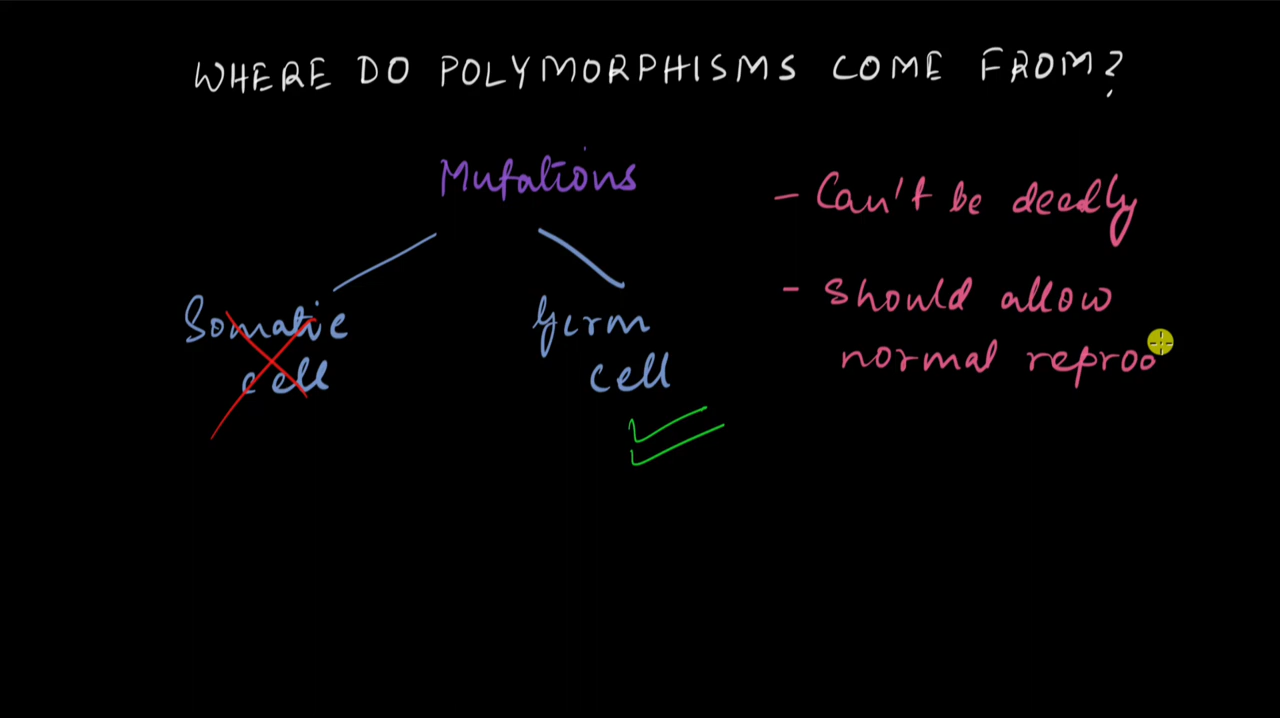 WHERE DO POLYMORPHISMS COME FROM?
Mutations
Somatic
cell
Germ
cell
- Can't be deadly
- Should allow
normal reproo